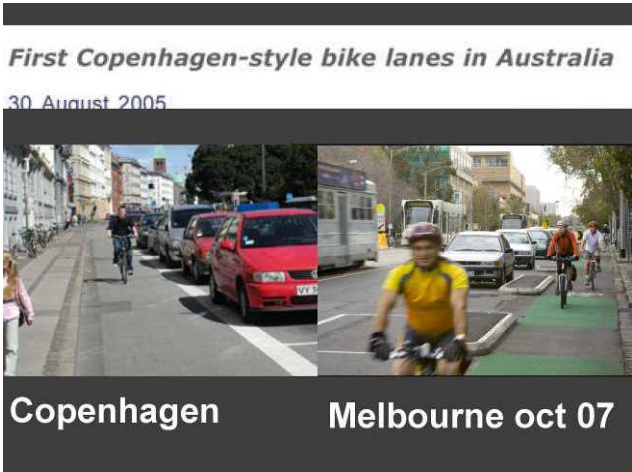 First Copenhagen-style bike lanes in Australia
30 August 2005
Copenhagen
Melbourne oct 07